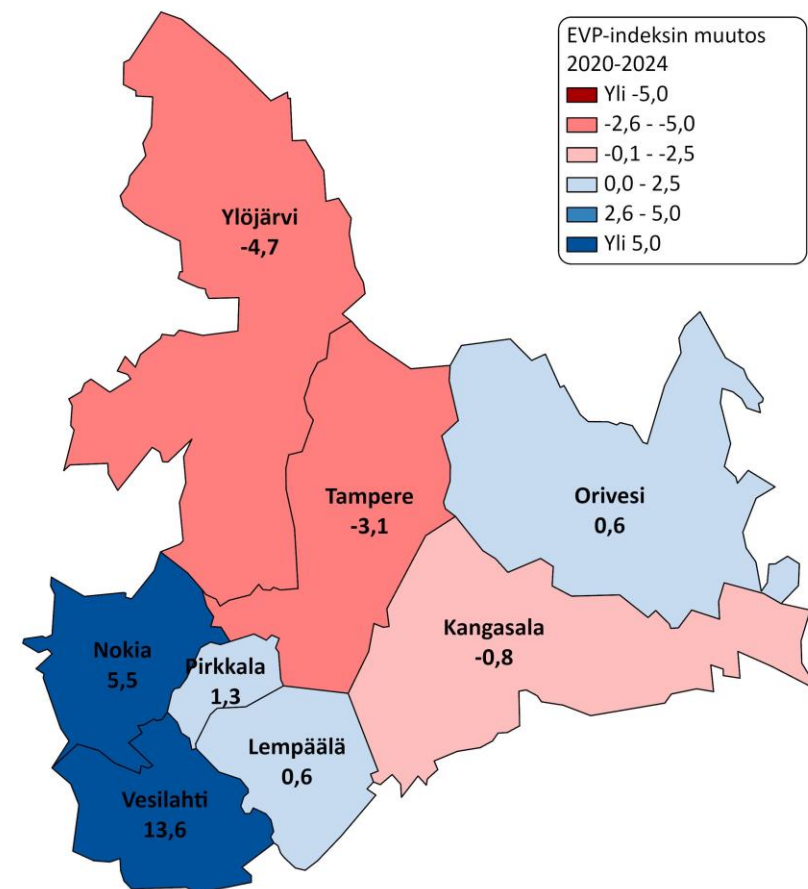 EVP-indeksin muutos
2020-2024
Yli -5,0
-2,6 - -5,0
-0,1 - -2,5
0,0 - 2,5
2,6 - 5,0
Yli 5,0
Ylöjärvi
-4,7
Tampere
-3,1
Orivesi
0,6
Kangasala
-0,8
Nokia
5,5
Pirkkala
1,3
Lempäälä
0,6
Vesilahti
13,6